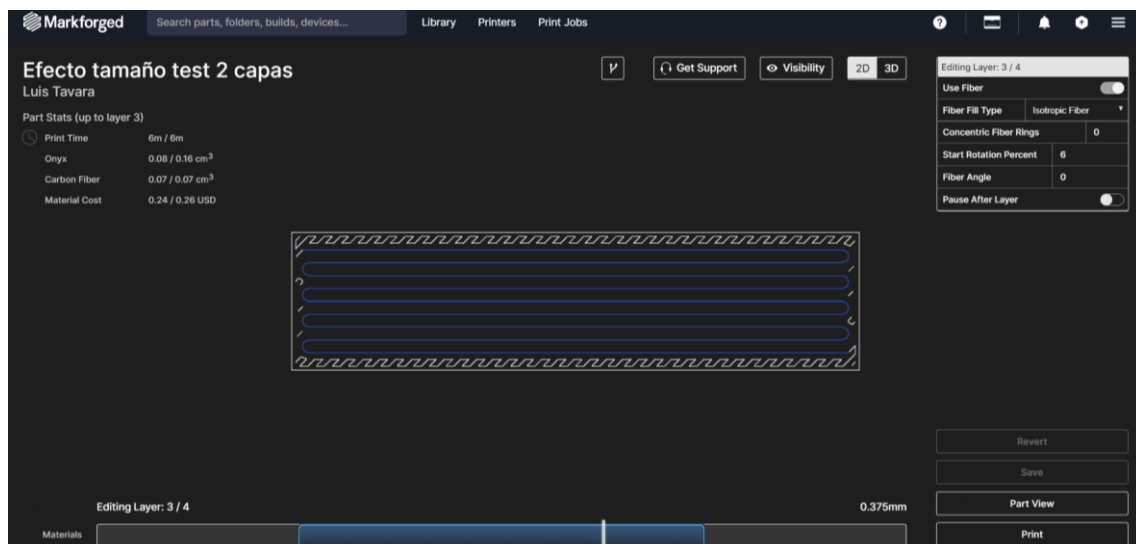 Markforged Search parts, folders, builds, devices... Library Printers Print Jobs
Efecto tamaño test 2 capas
Get Support Visibility 2D 3D
Luis Tavara
Part Stats (up to layer 3)
Print Time 6m / 6m
Onyx 0.08 / 0.16 cm³
Carbon Fiber 0.07 / 0.07 cm³
Material Cost 0.24 / 0.26 USD
Editing Layer: 3 / 4
Use Fiber
Fiber Fill Type Isotropic Fiber
Concentric Fiber Rings 0
Start Rotation Percent 6
Fiber Angle 0
Pause After Layer
Revert
Save
Part View
Print
Editing Layer: 3 / 4 0.375mm
Materials